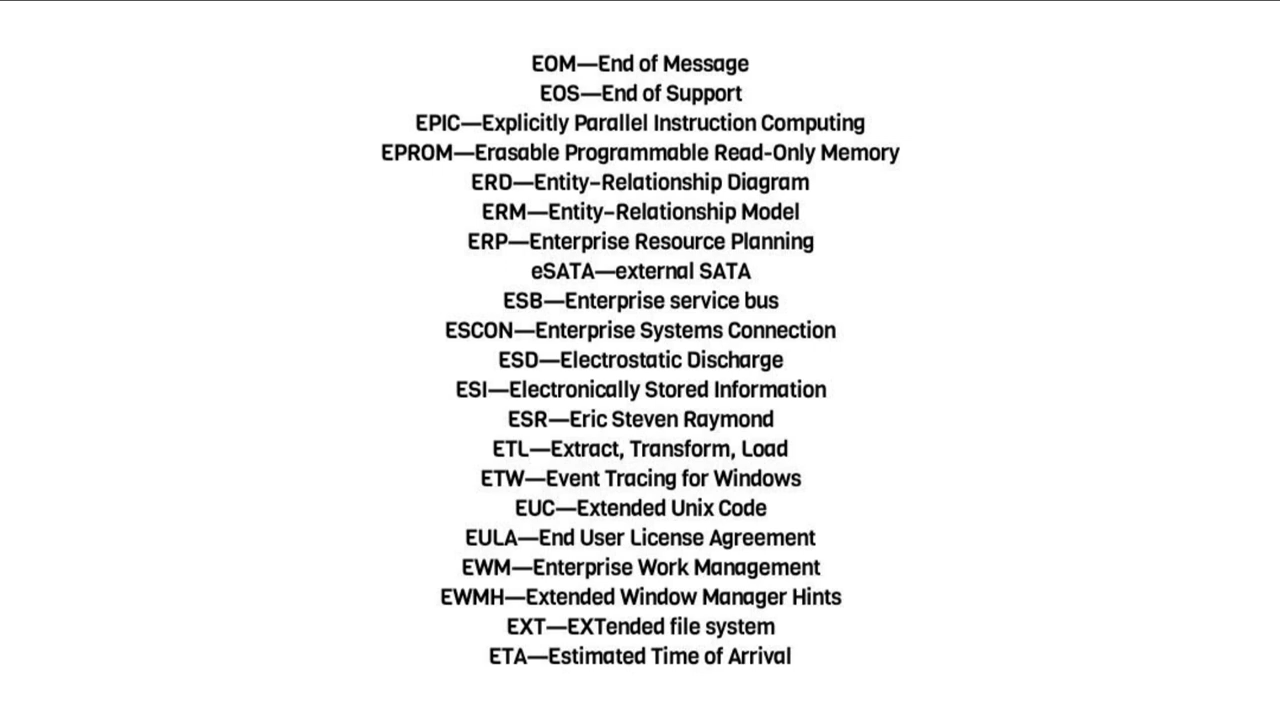 EOM—End of Message
EOS—End of Support
EPIC—Explicitly Parallel Instruction Computing
EPROM—Erasable Programmable Read-Only Memory
ERD—Entity–Relationship Diagram
ERM—Entity–Relationship Model
ERP—Enterprise Resource Planning
eSATA—external SATA
ESB—Enterprise service bus
ESCON—Enterprise Systems Connection
ESD—Electrostatic Discharge
ESI—Electronically Stored Information
ESR—Eric Steven Raymond
ETL—Extract, Transform, Load
ETW—Event Tracing for Windows
EUC—Extended Unix Code
EULA—End User License Agreement
EWM—Enterprise Work Management
EWMH—Extended Window Manager Hints
EXT—EXTended file system
ETA—Estimated Time of Arrival